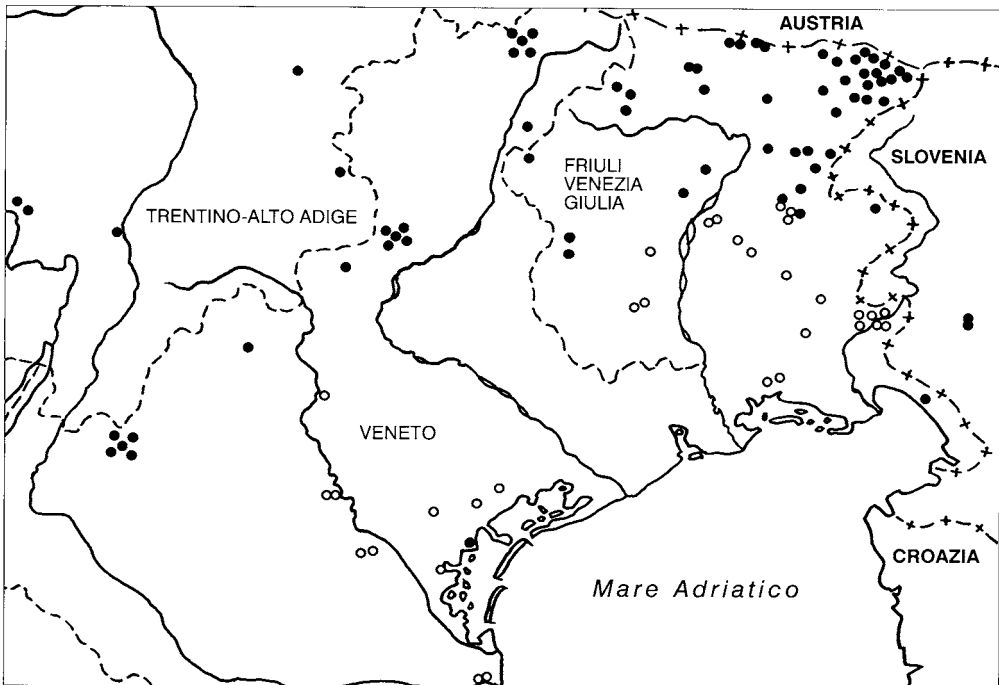 AUSTRIA
SLOVENIA
FRIULI
VENEZIA
GIULIA
TRENTINO-ALTO ADIGE
VENETO
CROAZIA
Mare Adriatico